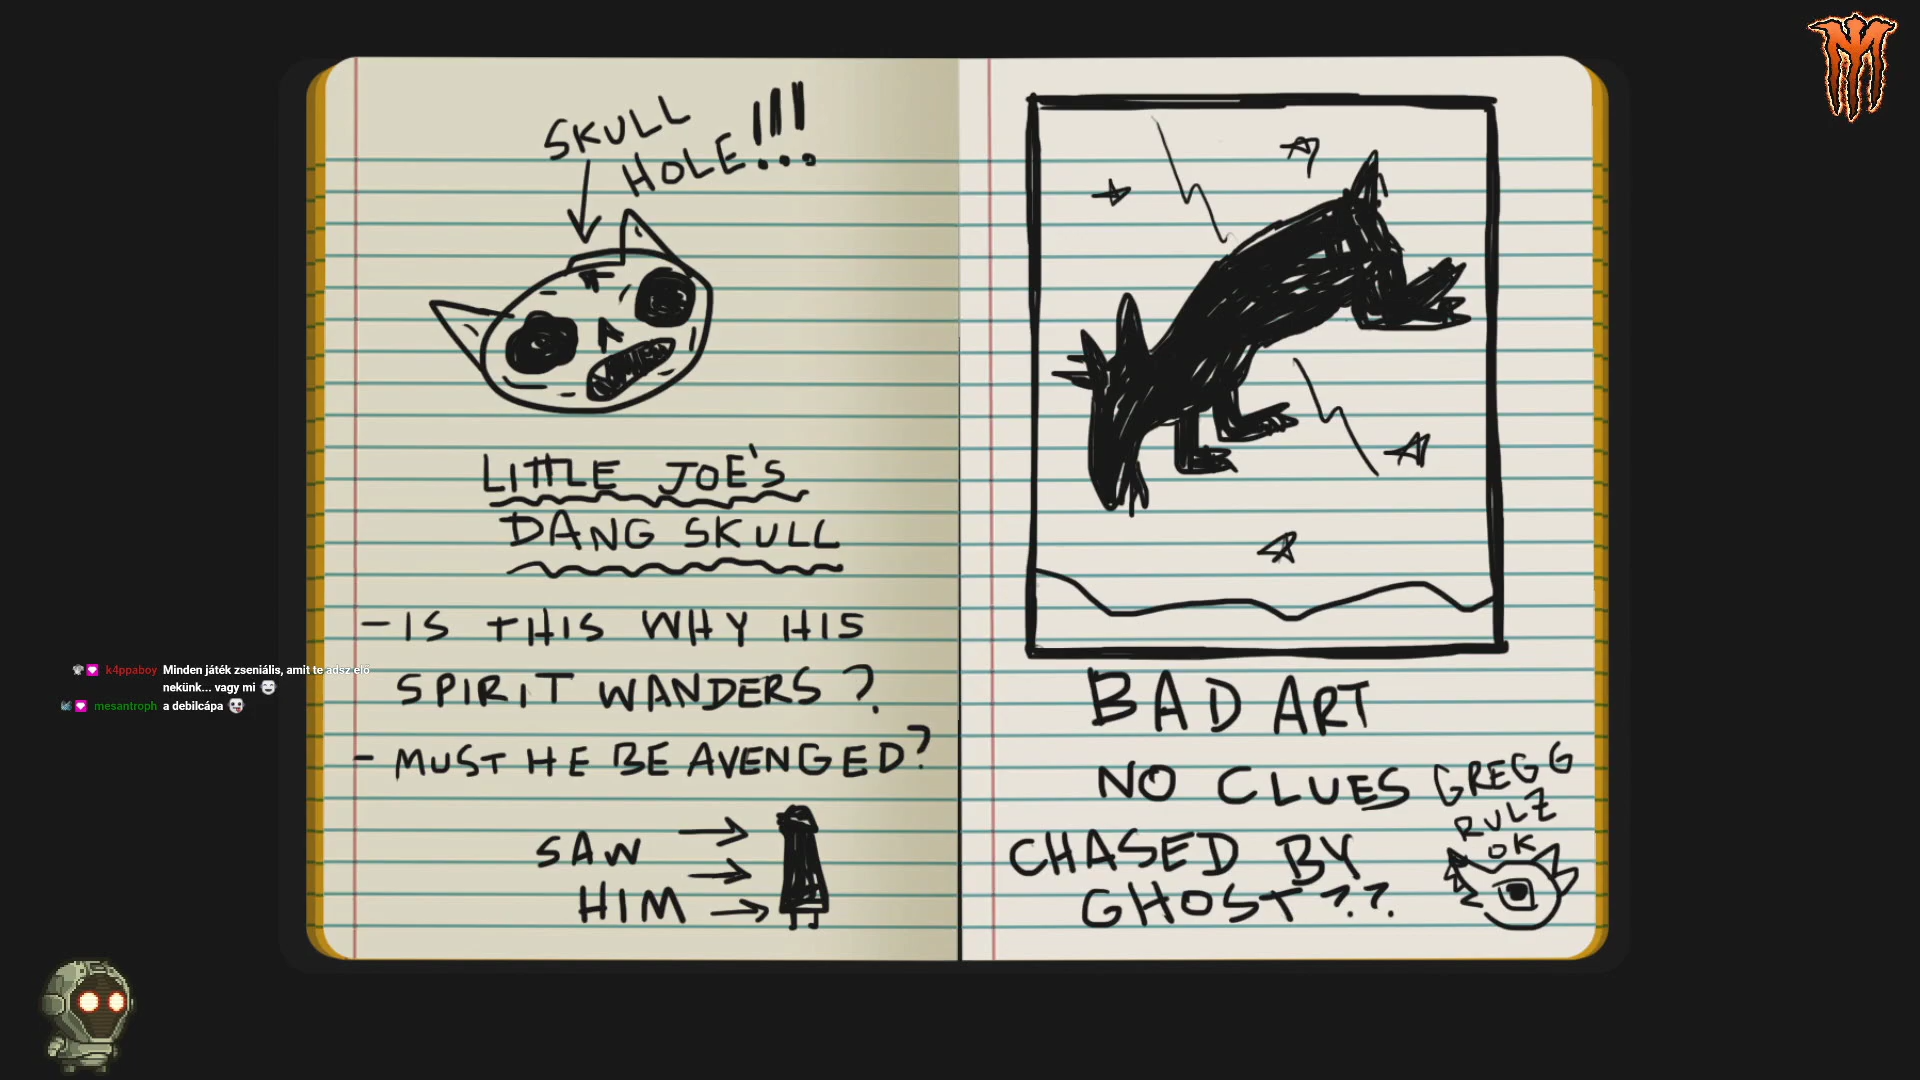 SKULL
HOLE!!!
LITTLE JOE'S
DANG SKULL
- IS THIS WHY HIS
SPIRIT WANDERS?
- MUST HE BE AVENGED?
SAW
HIM
BAD ART
NO CLUES
CHASED BY
GHOST??
GREGG
RULZ
OK
k4ppaboy Minden játék zseniális, amit te adsz elő
nekünk... vagy mi
mesantroph a debilcápa